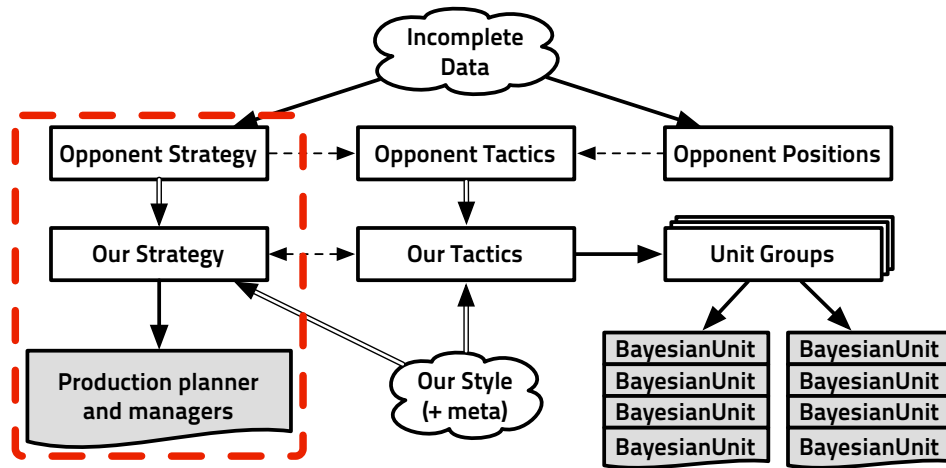 Incomplete
Data
Opponent Strategy
Opponent Tactics
Opponent Positions
Our Strategy
Our Tactics
Unit Groups
Production planner
and managers
Our Style
(+ meta)
BayesianUnit
BayesianUnit
BayesianUnit
BayesianUnit
BayesianUnit
BayesianUnit
BayesianUnit
BayesianUnit